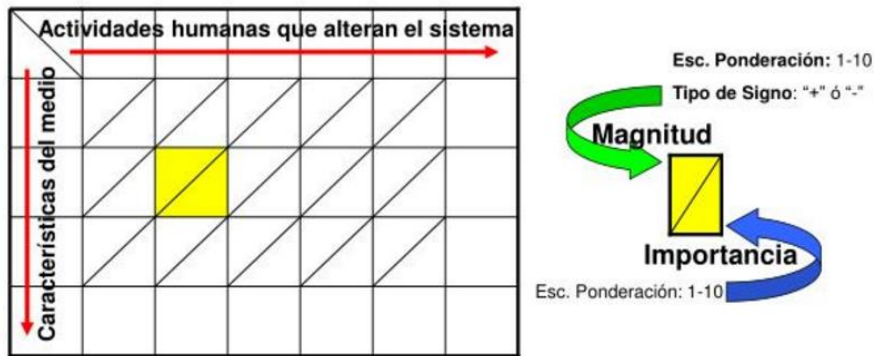 Actividades humanas que alteran el sistema
Características del medio
Esc. Ponderación: 1-10
Tipo de Signo: “+” ó “-”
Magnitud
Importancia
Esc. Ponderación: 1-10